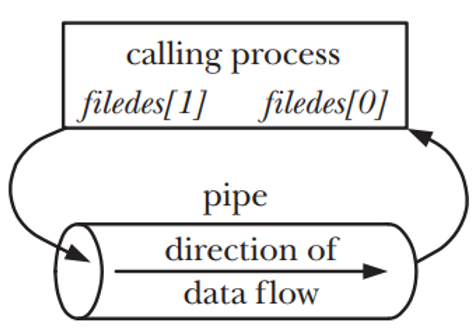 calling process
filedes[1] filedes[0]
pipe
direction of
data flow